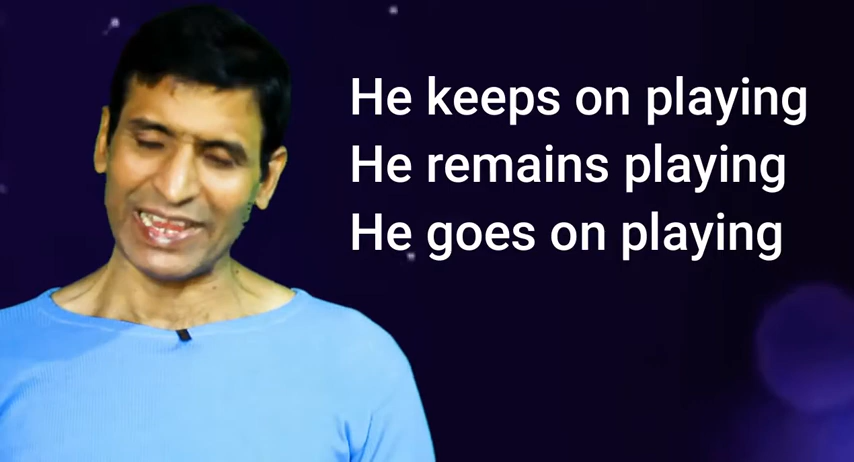 He keeps on playing
He remains playing
He goes on playing